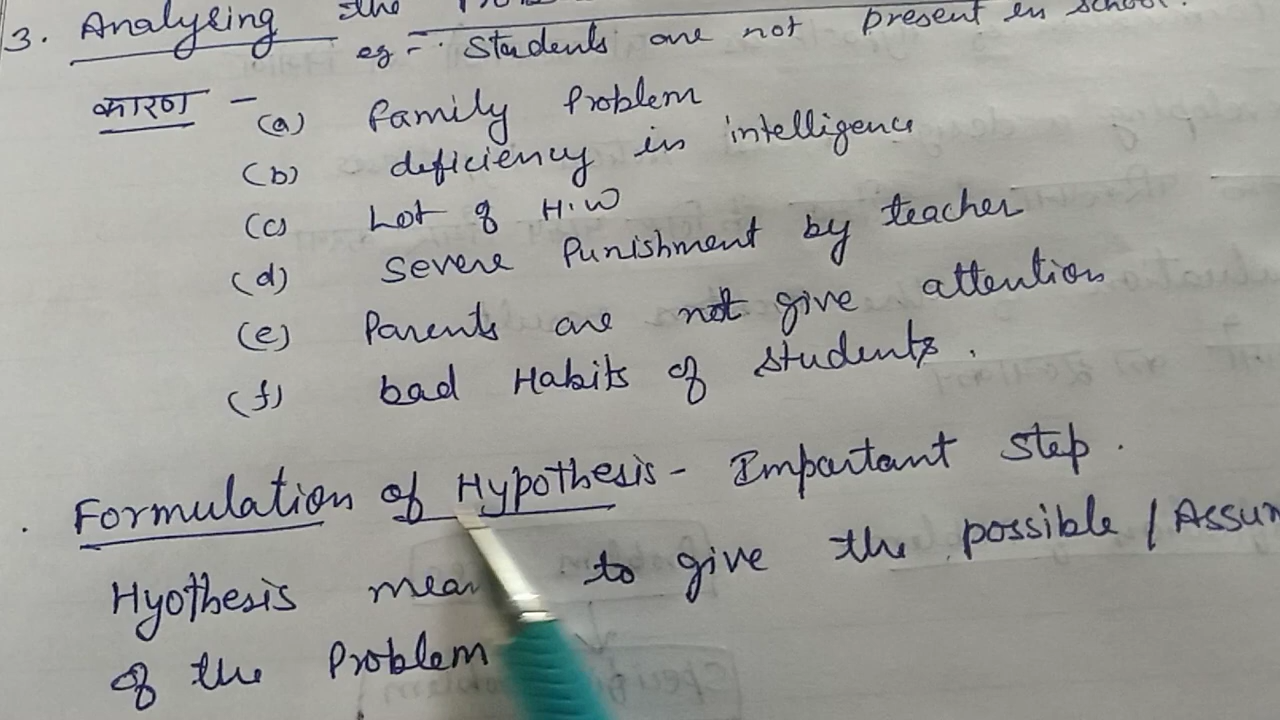 3. Analysing the
eg - Students are not present in school.
कारण - (a) family Problem
(b) deficiency in intelligence
(c) Lot of H.W
(d) severe Punishment by teacher
(e) Parents are not give attention
(f) bad Habits of students.
Formulation of Hypothesis - Important step.
Hyothesis to give the possible / Assum
of the Problem